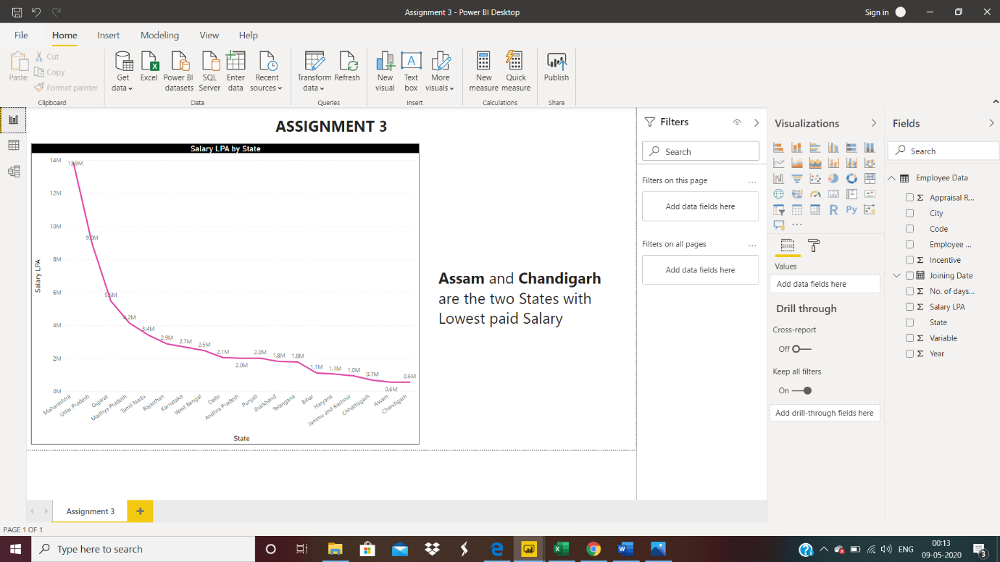 Assignment 3 - Power BI Desktop
Sign in
File Home Insert Modeling View Help
Paste
Cut
Copy
Format painter
Clipboard
Get data
Excel
Power BI datasets
SQL Server
Enter data
Recent sources
Data
Transform data
Refresh
Queries
New visual
Text box
More visuals
Insert
New measure
Quick measure
Calculations
Publish
Share
ASSIGNMENT 3
Salary LPA by State
Salary LPA
14M
12M
10M
8M
6M
4M
2M
0M
13.9M
9.0M
5.5M
4.2M
3.4M
2.9M
2.7M
2.5M
2.1M
2.0M
2.0M
1.8M
1.8M
1.1M
1.1M
1.0M
0.7M
0.6M
0.6M
Maharashtra
Uttar Pradesh
Gujarat
Madhya Pradesh
Tamil Nadu
Rajasthan
Karnataka
West Bengal
Delhi
Andhra Pradesh
Punjab
Jharkhand
Telangana
Bihar
Haryana
Jammu and Kashmir
Chhattisgarh
Assam
Chandigarh
State
Assam and Chandigarh
are the two States with
Lowest paid Salary
Filters
Search
Filters on this page
...
Add data fields here
Filters on all pages
...
Add data fields here
Visualizations
R
Py
...
Values
Add data fields here
Drill through
Cross-report
Off
Keep all filters
On
Add drill-through fields here
Fields
Search
Employee Data
Σ Appraisal R...
City
Code
Employee ...
Σ Incentive
Joining Date
Σ No. of days...
Σ Salary LPA
State
Σ Variable
Σ Year
Assignment 3
+
PAGE 1 OF 1
Type here to search
ENG
00:13
09-05-2020
3